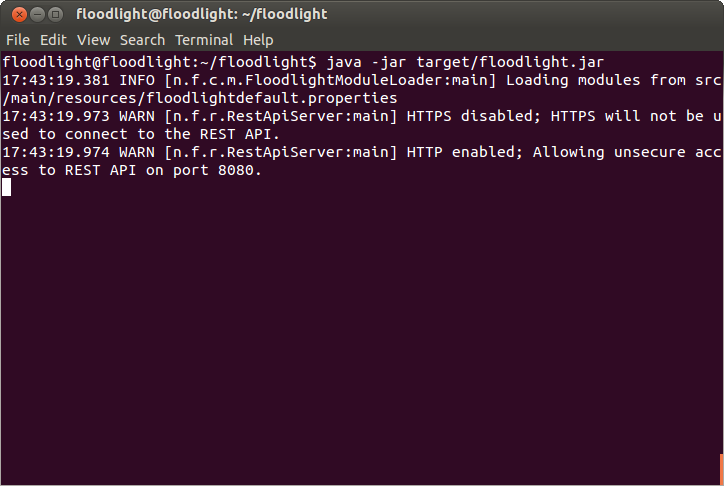 floodlight@floodlight: ~/floodlight
File Edit View Search Terminal Help
floodlight@floodlight:~/floodlight$ java -jar target/floodlight.jar
17:43:19.381 INFO [n.f.c.m.FloodlightModuleLoader:main] Loading modules from src
/main/resources/floodlightdefault.properties
17:43:19.973 WARN [n.f.r.RestApiServer:main] HTTPS disabled; HTTPS will not be u
sed to connect to the REST API.
17:43:19.974 WARN [n.f.r.RestApiServer:main] HTTP enabled; Allowing unsecure acc
ess to REST API on port 8080.